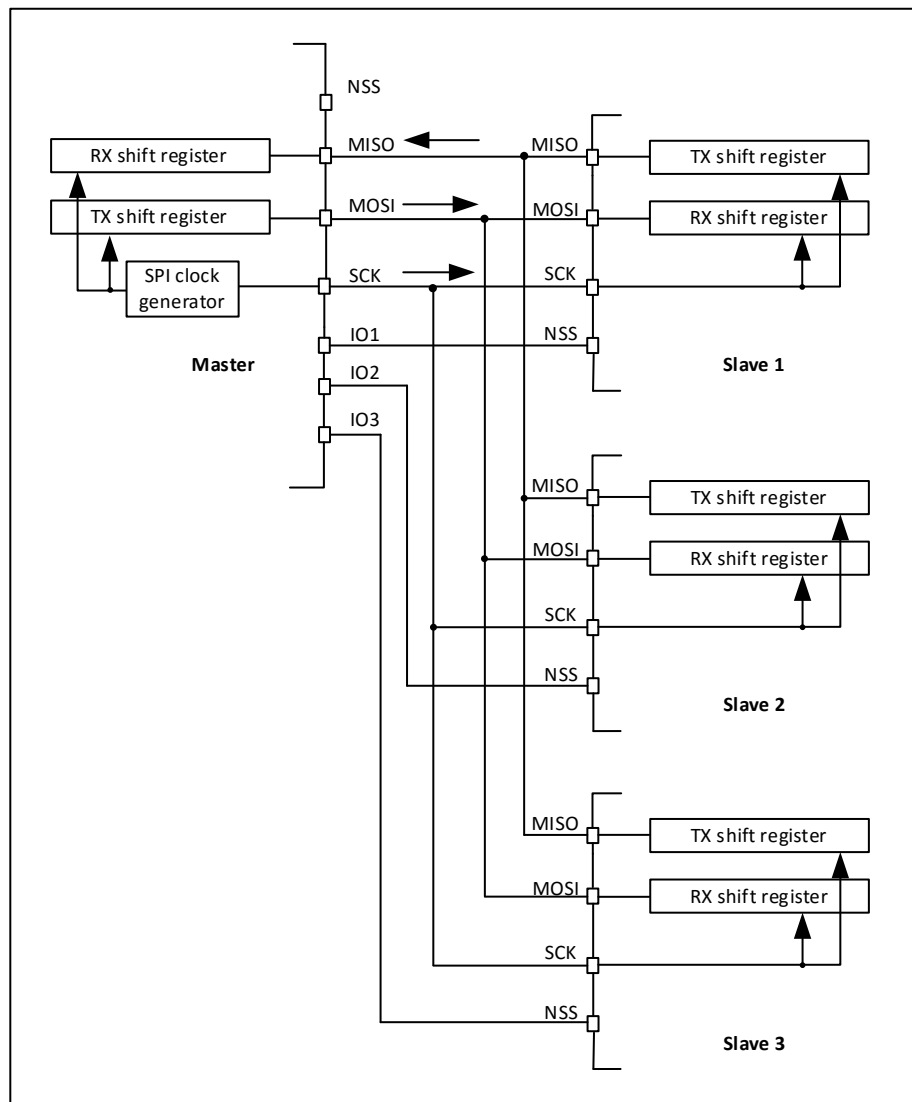 NSS
MISO
MISO
RX shift register
TX shift register
MOSI
MOSI
TX shift register
RX shift register
SCK
SCK
SPI clock
generator
IO1
NSS
Master
Slave 1
IO2
IO3
MISO
TX shift register
MOSI
RX shift register
SCK
NSS
Slave 2
MISO
TX shift register
MOSI
RX shift register
SCK
NSS
Slave 3